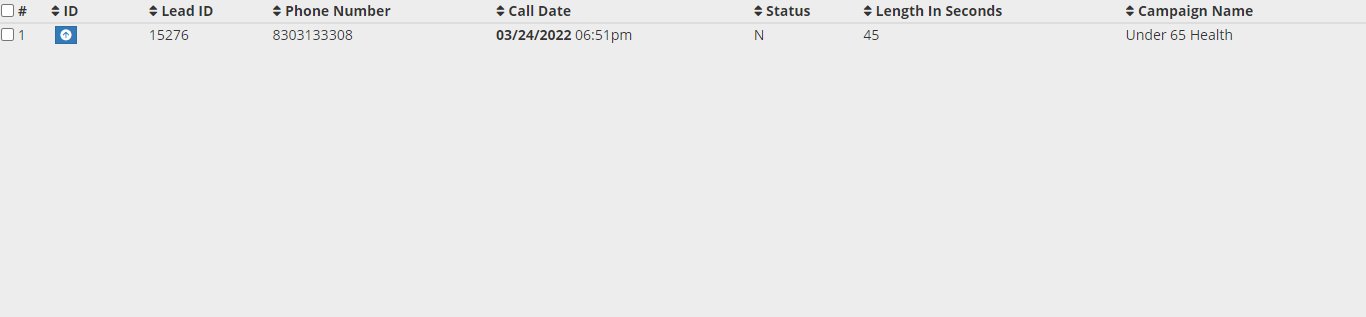 # ID Lead ID Phone Number Call Date Status Length In Seconds Campaign Name
1 15276 8303133308 03/24/2022 06:51pm N 45 Under 65 Health